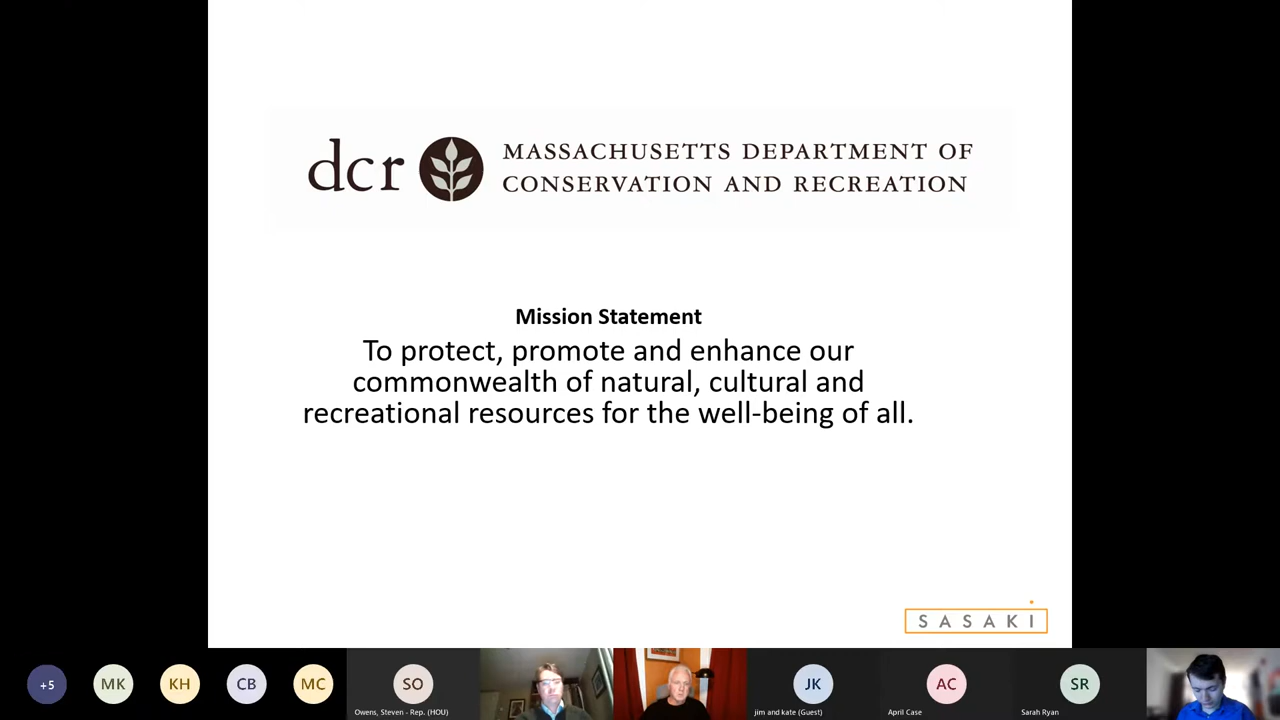 dcr
MASSACHUSETTS DEPARTMENT OF
CONSERVATION AND RECREATION
Mission Statement
To protect, promote and enhance our
commonwealth of natural, cultural and
recreational resources for the well-being of all.
SASAKI
+5
MK
KH
CB
MC
SO
JK
AC
SR
Owens, Steven - Rep. (HOU)
jim and kate (Guest)
April Case
Sarah Ryan